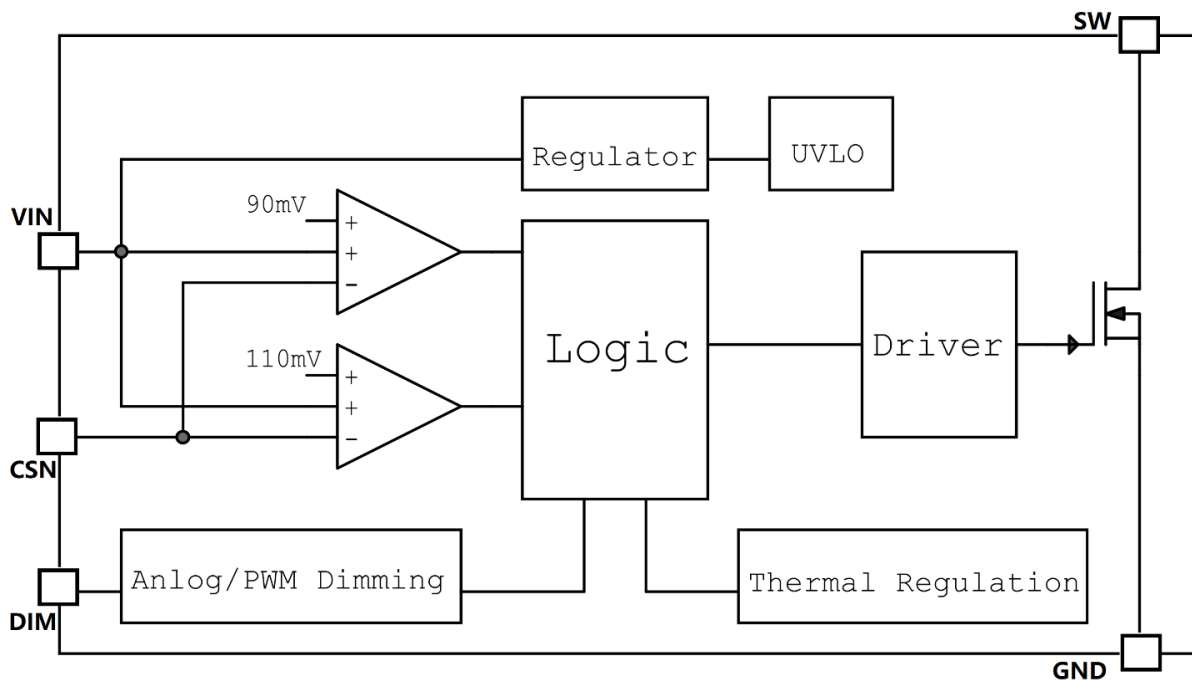 SW
Regulator
UVLO
90mV
VIN
+
+
-
Logic
Driver
110mV
+
+
-
CSN
Anlog/PWM Dimming
Thermal Regulation
DIM
GND